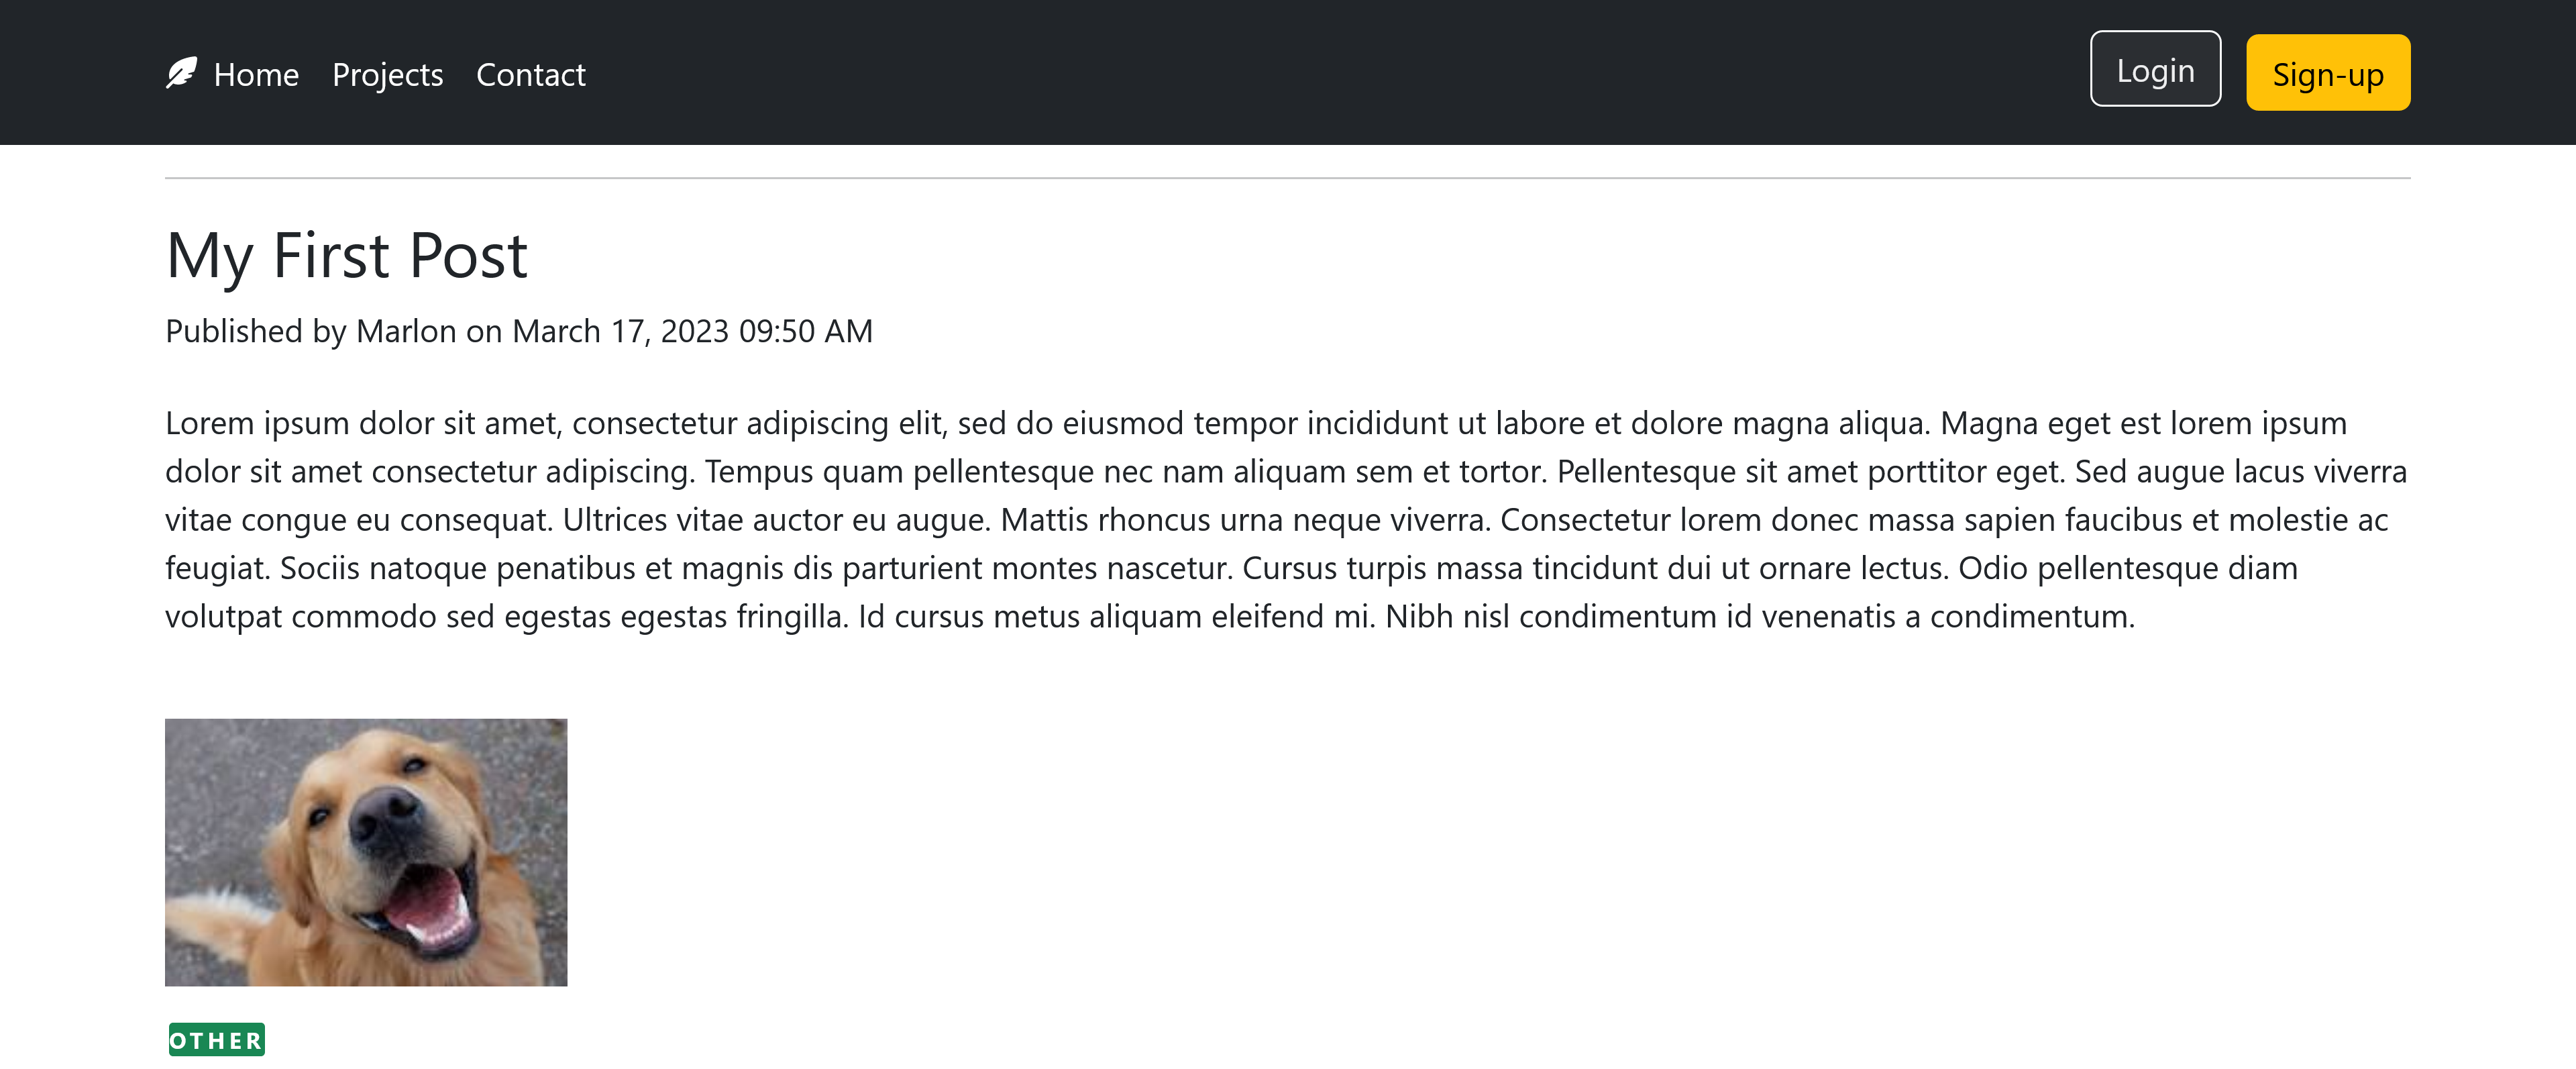 Home Projects Contact Login Sign-up
My First Post
Published by Marlon on March 17, 2023 09:50 AM
Lorem ipsum dolor sit amet, consectetur adipiscing elit, sed do eiusmod tempor incididunt ut labore et dolore magna aliqua. Magna eget est lorem ipsum
dolor sit amet consectetur adipiscing. Tempus quam pellentesque nec nam aliquam sem et tortor. Pellentesque sit amet porttitor eget. Sed augue lacus viverra
vitae congue eu consequat. Ultrices vitae auctor eu augue. Mattis rhoncus urna neque viverra. Consectetur lorem donec massa sapien faucibus et molestie ac
feugiat. Sociis natoque penatibus et magnis dis parturient montes nascetur. Cursus turpis massa tincidunt dui ut ornare lectus. Odio pellentesque diam
volutpat commodo sed egestas egestas fringilla. Id cursus metus aliquam eleifend mi. Nibh nisl condimentum id venenatis a condimentum.
OTHER